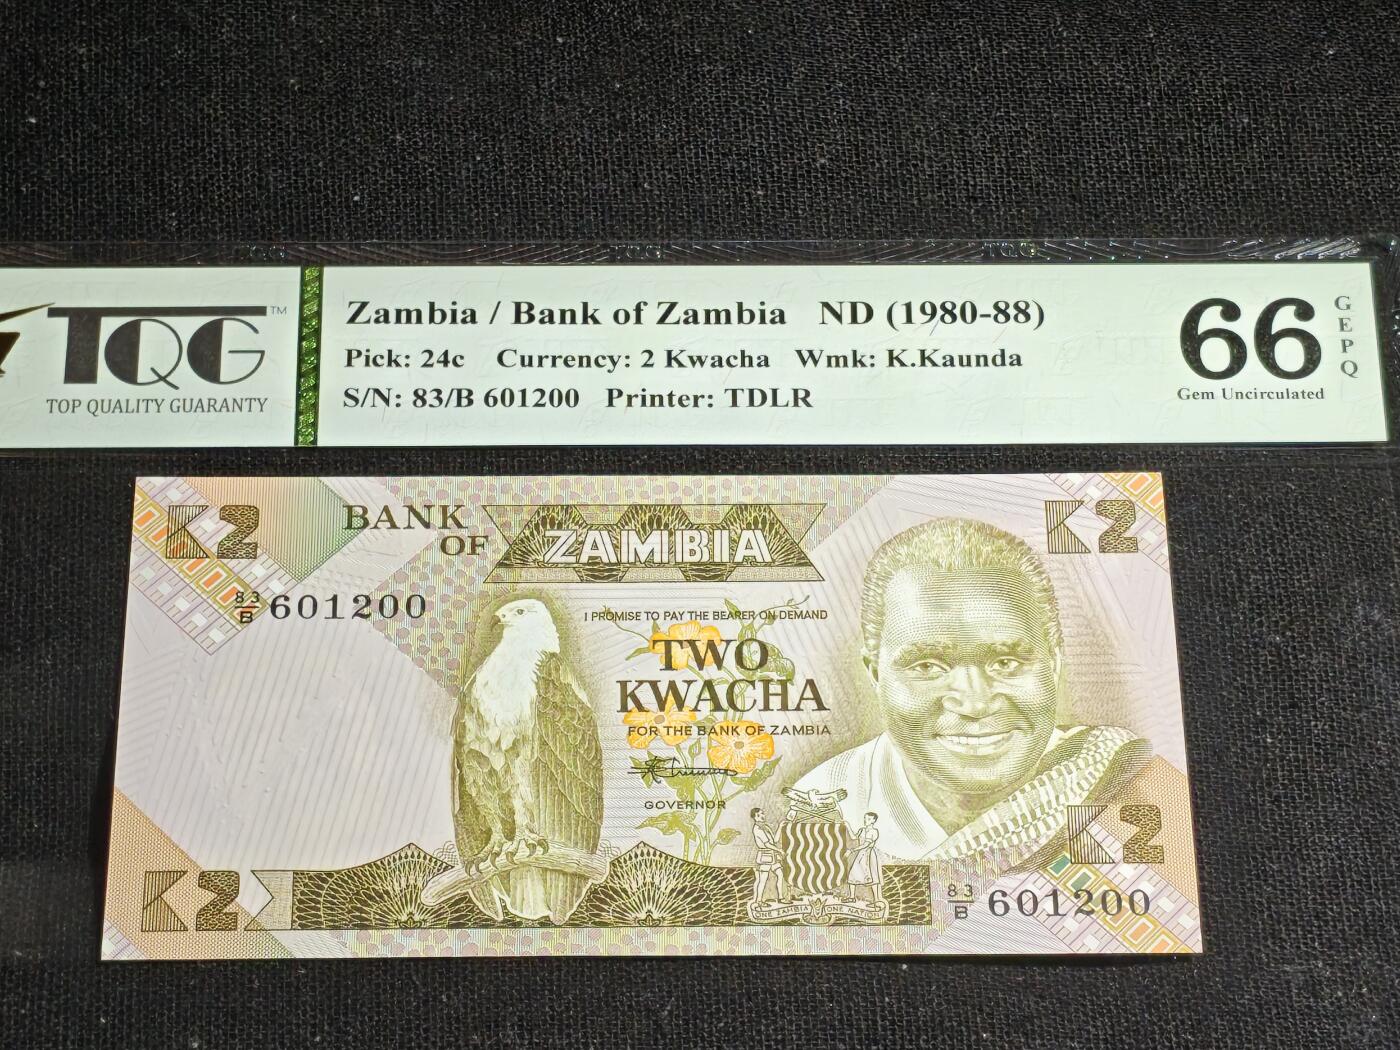 TQG™
TOP QUALITY GUARANTY
Zambia / Bank of Zambia ND (1980-88)
Pick: 24c Currency: 2 Kwacha Wmk: K.Kaunda
S/N: 83/B 601200 Printer: TDLR
66
GEPQ
Gem Uncirculated
K2
BANK
OF
ZAMBIA
K2
83/B 601200
I PROMISE TO PAY THE BEARER ON DEMAND
TWO
KWACHA
FOR THE BANK OF ZAMBIA
GOVERNOR
K2
K2
83/B 601200
ONE ZAMBIA ONE NATION